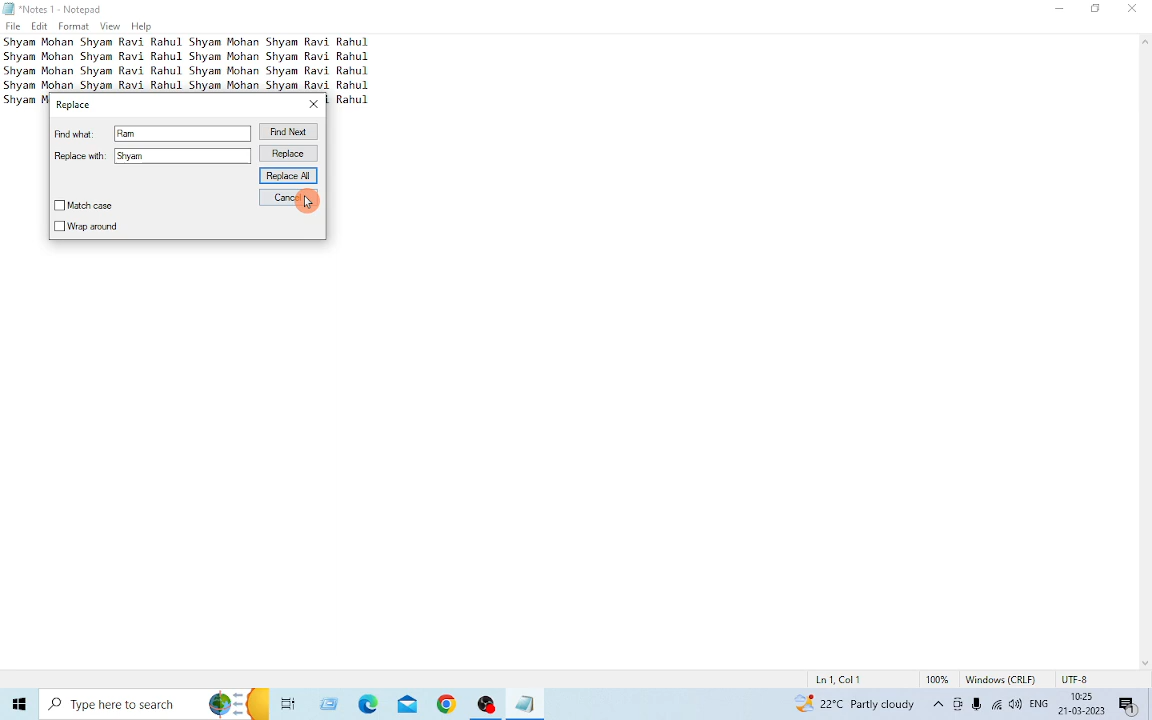 *Notes 1 - Notepad
File Edit Format View Help
Shyam Mohan Shyam Ravi Rahul Shyam Mohan Shyam Ravi Rahul
Shyam Mohan Shyam Ravi Rahul Shyam Mohan Shyam Ravi Rahul
Shyam Mohan Shyam Ravi Rahul Shyam Mohan Shyam Ravi Rahul
Shyam Mohan Shyam Ravi Rahul Shyam Mohan Shyam Ravi Rahul
Shyam M i Rahul
Replace
Find what: Ram Find Next
Replace with: Shyam Replace
Replace All
Cancel
Match case
Wrap around
Ln 1, Col 1 100% Windows (CRLF) UTF-8
Type here to search 22°C Partly cloudy ENG 10:25
21-03-2023 1